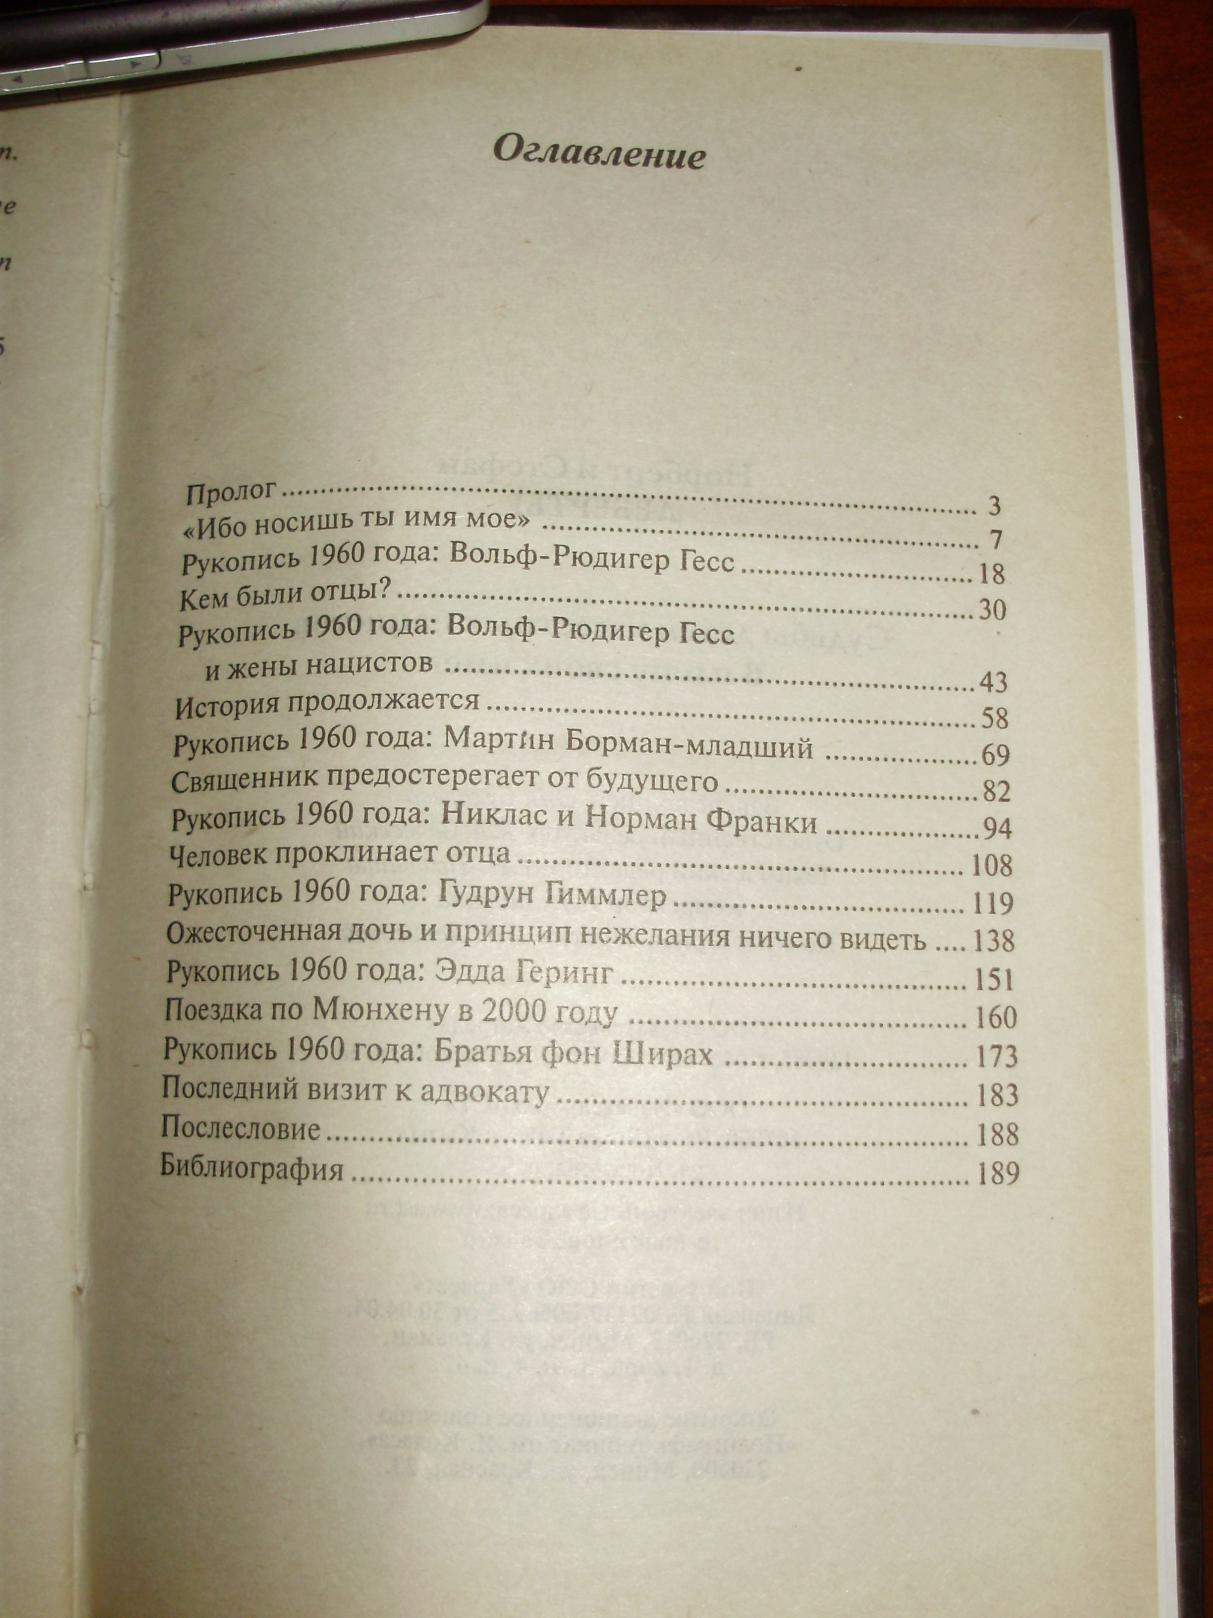 Оглавление
Пролог 3
«Ибо носишь ты имя мое» 7
Рукопись 1960 года: Вольф-Рюдигер Гесс 18
Кем были отцы? 30
Рукопись 1960 года: Вольф-Рюдигер Гесс
и жены нацистов 43
История продолжается 58
Рукопись 1960 года: Мартин Борман-младший 69
Священник предостерегает от будущего 82
Рукопись 1960 года: Никлас и Норман Франки 94
Человек проклинает отца 108
Рукопись 1960 года: Гудрун Гиммлер 119
Ожесточенная дочь и принцип нежелания ничего видеть 138
Рукопись 1960 года: Эдда Геринг 151
Поездка по Мюнхену в 2000 году 160
Рукопись 1960 года: Братья фон Ширах 173
Последний визит к адвокату 183
Послесловие 188
Библиография 189